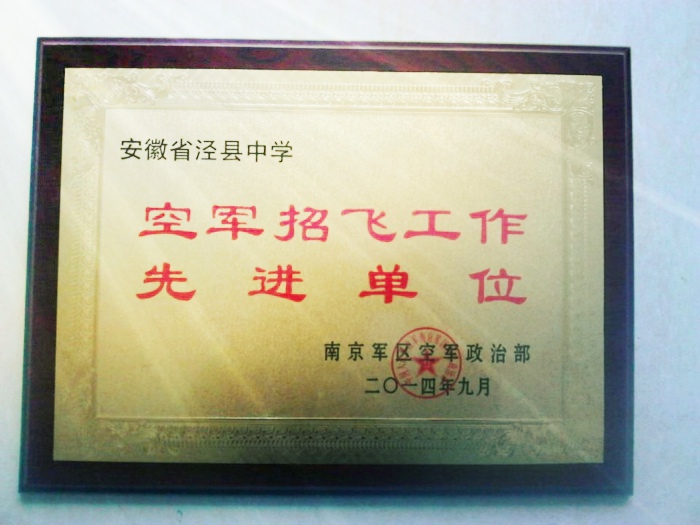 安徽省泾县中学
空军招飞工作
先进单位
南京军区空军政治部
二〇一四年九月